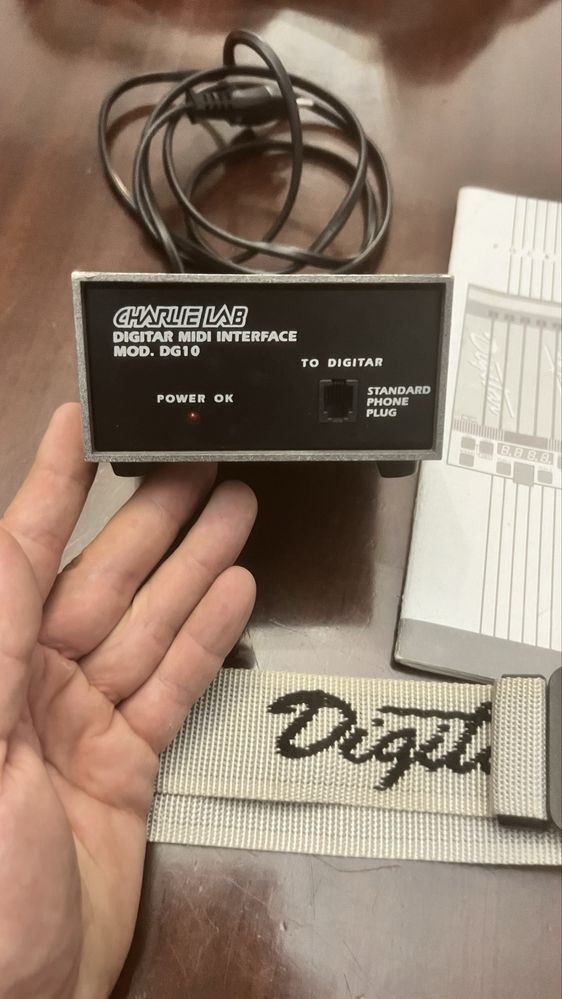 CHARLIE LAB
DIGITAR MIDI INTERFACE
MOD. DG10
TO DIGITAR
POWER OK
STANDARD
PHONE
PLUG